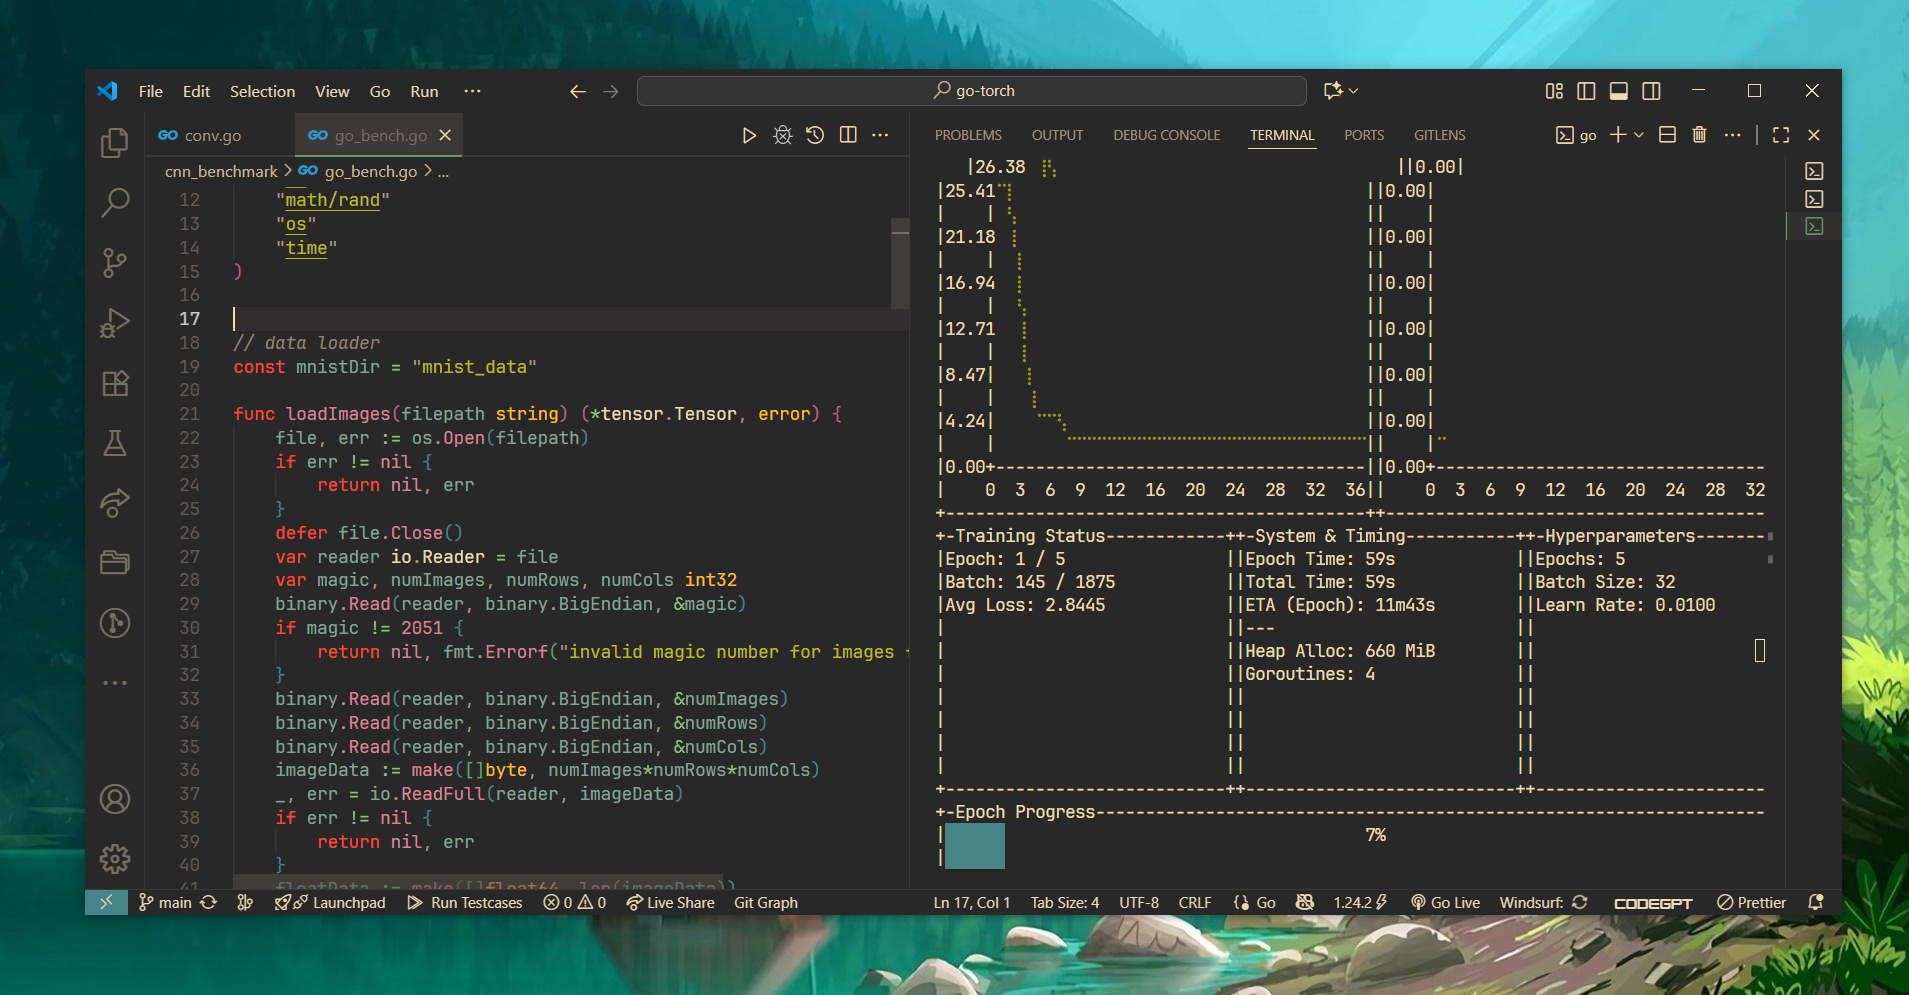 File Edit Selection View Go Run ...
go-torch
GO conv.go
GO go_bench.go
cnn_benchmark > GO go_bench.go > ...
12 "math/rand"
13 "os"
14 "time"
15 )
16
17
18 // data loader
19 const mnistDir = "mnist_data"
20
21 func loadImages(filepath string) (*tensor.Tensor, error) {
22 file, err := os.Open(filepath)
23 if err != nil {
24 return nil, err
25 }
26 defer file.Close()
27 var reader io.Reader = file
28 var magic, numImages, numRows, numCols int32
29 binary.Read(reader, binary.BigEndian, &magic)
30 if magic != 2051 {
31 return nil, fmt.Errorf("invalid magic number for images
32 }
33 binary.Read(reader, binary.BigEndian, &numImages)
34 binary.Read(reader, binary.BigEndian, &numRows)
35 binary.Read(reader, binary.BigEndian, &numCols)
36 imageData := make([]byte, numImages*numRows*numCols)
37 _, err = io.ReadFull(reader, imageData)
38 if err != nil {
39 return nil, err
40 }
41 floatData := make([]float64, len(imageData))
PROBLEMS OUTPUT DEBUG CONSOLE TERMINAL PORTS GITLENS
go
|26.38 ||0.00|
|25.41 ||0.00|
| | || |
|21.18 ||0.00|
| | || |
|16.94 ||0.00|
| | || |
|12.71 ||0.00|
| | || |
|8.47| ||0.00|
| | || |
|4.24| ||0.00|
| | || |
|0.00+-------------------------------------||0.00+---------------------------------
| 0 3 6 9 12 16 20 24 28 32 36|| 0 3 6 9 12 16 20 24 28 32
+------------------------------------------++--------------------------------------
+-Training Status------------++-System & Timing-----------++-Hyperparameters-------
|Epoch: 1 / 5 ||Epoch Time: 59s ||Epochs: 5
|Batch: 145 / 1875 ||Total Time: 59s ||Batch Size: 32
|Avg Loss: 2.8445 ||ETA (Epoch): 11m43s ||Learn Rate: 0.0100
| ||--- ||
| ||Heap Alloc: 660 MiB ||
| ||Goroutines: 4 ||
| || ||
| || ||
| || ||
| || ||
+----------------------------++---------------------------++-----------------------
+-Epoch Progress-------------------------------------------------------------------
| 7%
|
main Launchpad Run Testcases 0 0 Live Share Git Graph Ln 17, Col 1 Tab Size: 4 UTF-8 CRLF Go 1.24.2 Go Live Windsurf: CODEGPT Prettier